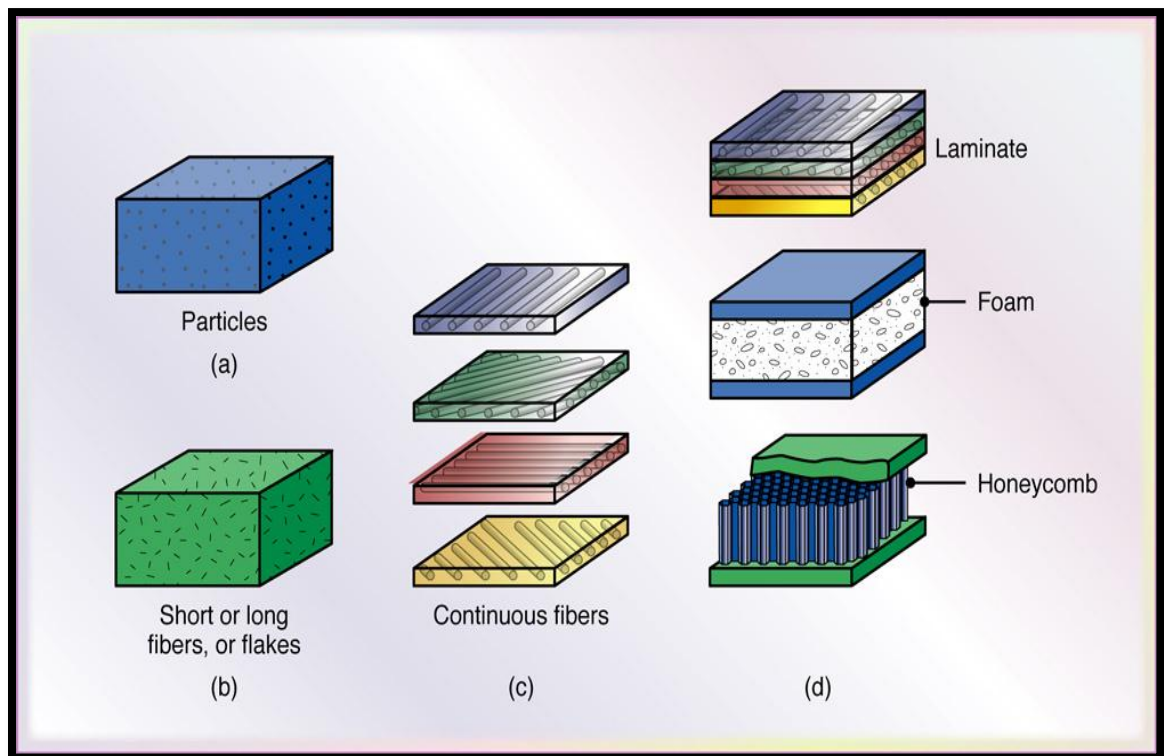 Particles
(a)
Short or long
fibers, or flakes
(b)
Continuous fibers
(c)
Laminate
Foam
Honeycomb
(d)